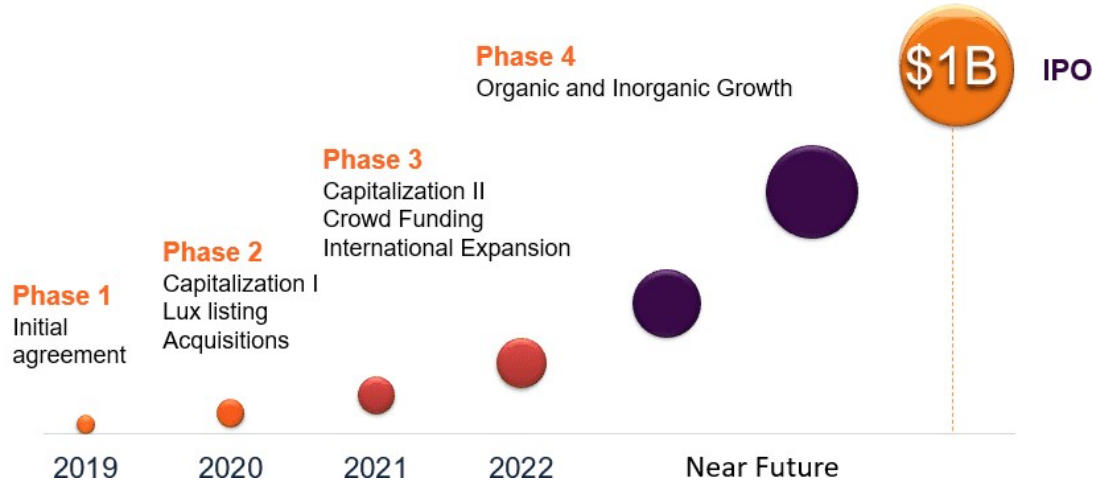 Phase 4
Organic and Inorganic Growth
$1B
IPO
Phase 3
Capitalization II
Crowd Funding
International Expansion
Phase 2
Capitalization I
Lux listing
Acquisitions
Phase 1
Initial
agreement
2019
2020
2021
2022
Near Future